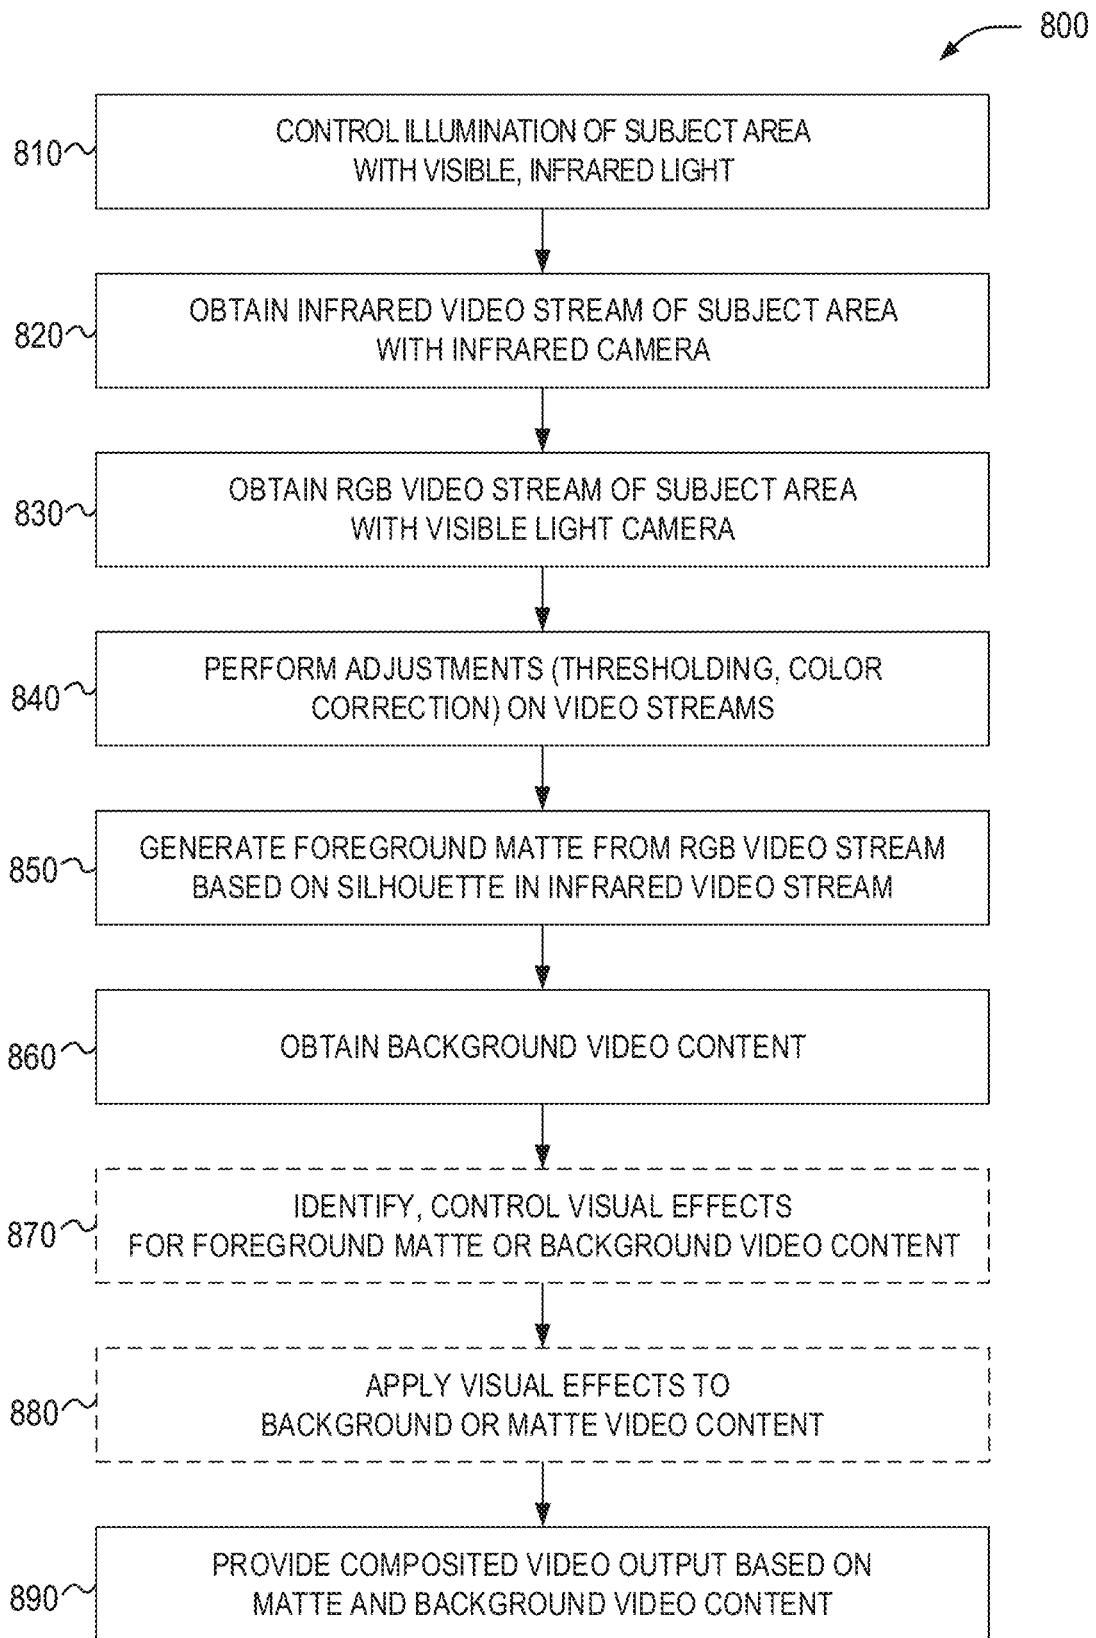 800
810
CONTROL ILLUMINATION OF SUBJECT AREA
WITH VISIBLE, INFRARED LIGHT
820
OBTAIN INFRARED VIDEO STREAM OF SUBJECT AREA
WITH INFRARED CAMERA
830
OBTAIN RGB VIDEO STREAM OF SUBJECT AREA
WITH VISIBLE LIGHT CAMERA
840
PERFORM ADJUSTMENTS (THRESHOLDING, COLOR
CORRECTION) ON VIDEO STREAMS
850
GENERATE FOREGROUND MATTE FROM RGB VIDEO STREAM
BASED ON SILHOUETTE IN INFRARED VIDEO STREAM
860
OBTAIN BACKGROUND VIDEO CONTENT
870
IDENTIFY, CONTROL VISUAL EFFECTS
FOR FOREGROUND MATTE OR BACKGROUND VIDEO CONTENT
880
APPLY VISUAL EFFECTS TO
BACKGROUND OR MATTE VIDEO CONTENT
890
PROVIDE COMPOSITED VIDEO OUTPUT BASED ON
MATTE AND BACKGROUND VIDEO CONTENT